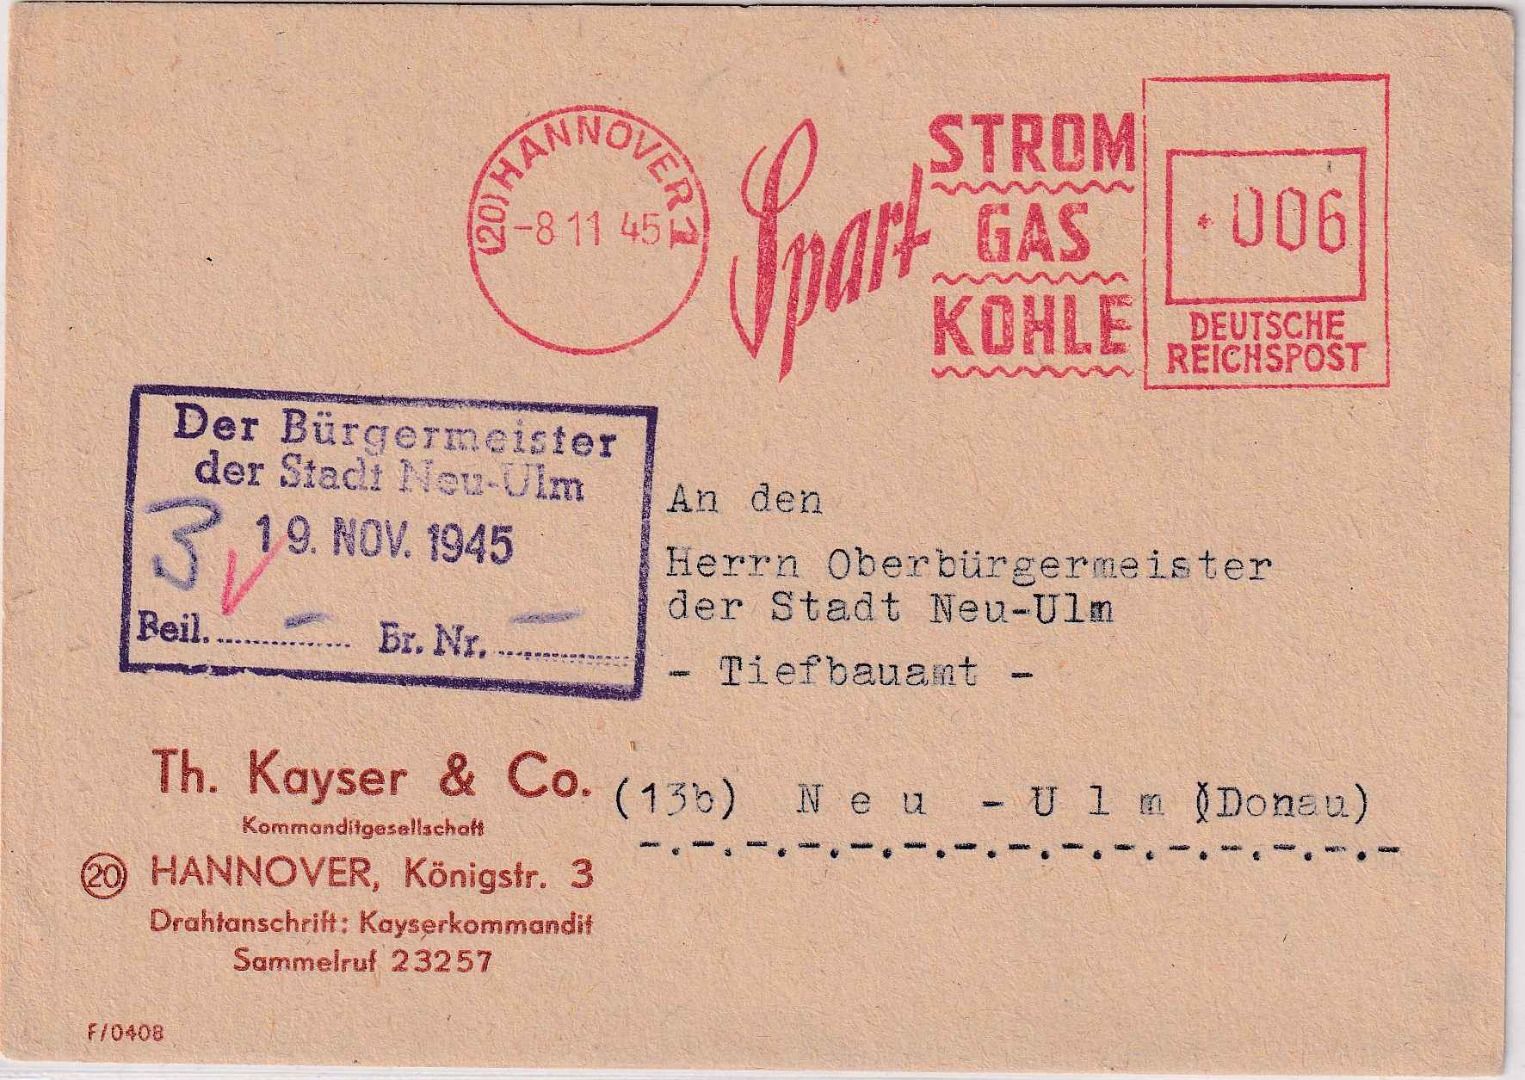 (20) HANNOVER 1
-8 11 45
Spart
STROM
GAS
KOHLE
006
DEUTSCHE
REICHSPOST
Der Bürgermeister
der Stadt Neu-Ulm
3
19. NOV. 1945
Beil. Br. Nr.
An den
Herrn Oberbürgermeister
der Stadt Neu-Ulm
- Tiefbauamt -
(13b) Neu - Ulm (Donau)
Th. Kayser & Co.
Kommanditgesellschaft
20 HANNOVER, Königstr. 3
Drahtanschrift: Kayserkommandit
Sammelruf 23257
F/0408